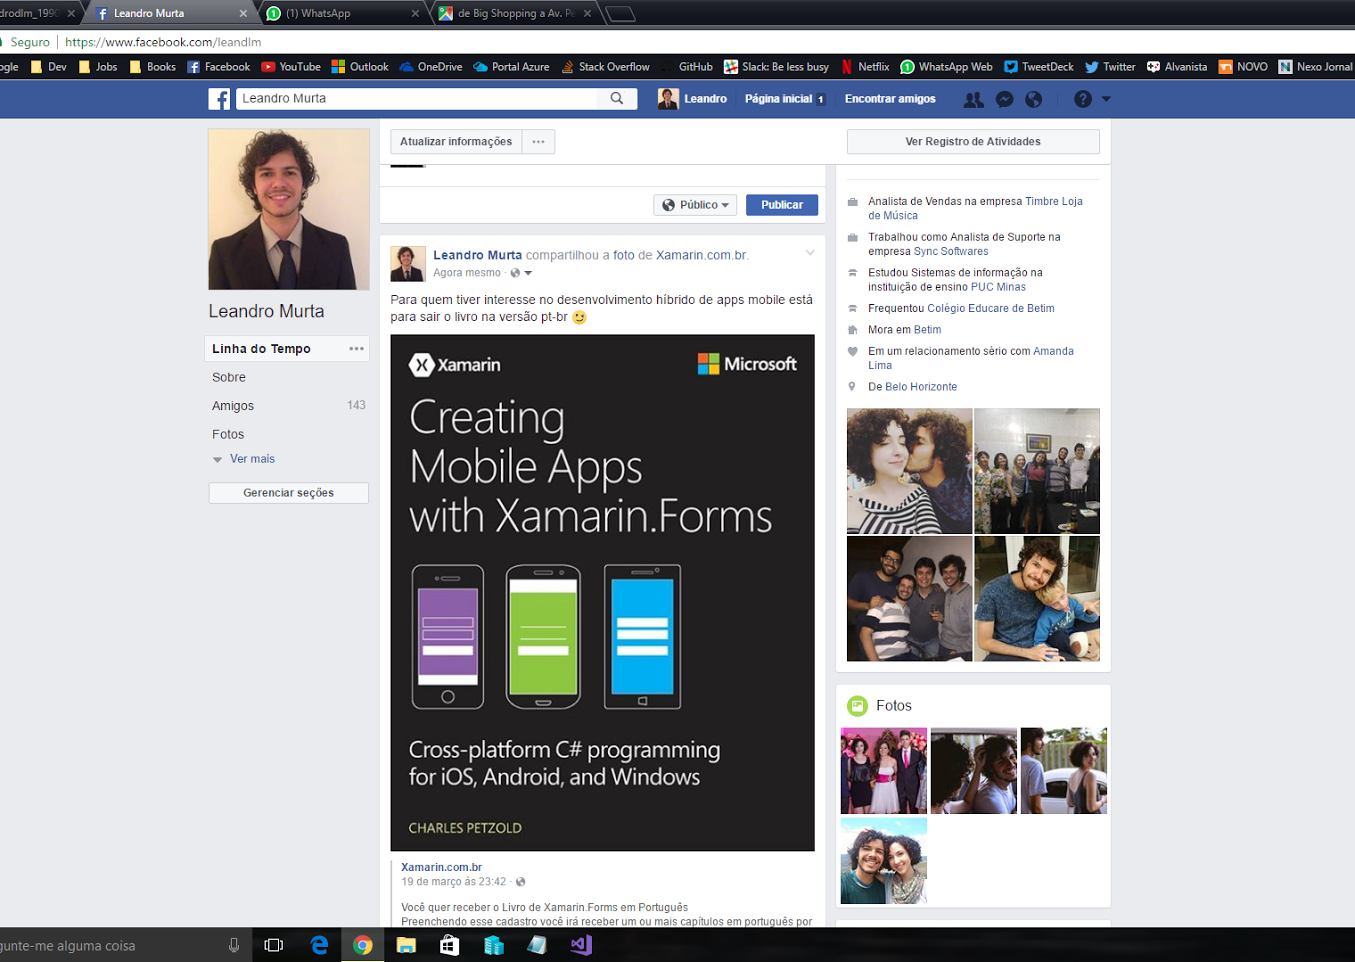 drodlm_199
Leandro Murta
(1) WhatsApp
de Big Shopping a Av. P
Seguro
https://www.facebook.com/leandlm
ogle
Dev
Jobs
Books
Facebook
YouTube
Outlook
OneDrive
Portal Azure
Stack Overflow
GitHub
Slack: Be less busy
Netflix
WhatsApp Web
TweetDeck
Twitter
Alvanista
NOVO
Nexo Jornal
Leandro Murta
Leandro
Página inicial 1
Encontrar amigos
Atualizar informações
Ver Registro de Atividades
Público
Publicar
Leandro Murta
Linha do Tempo
Sobre
Amigos 143
Fotos
Ver mais
Gerenciar seções
Leandro Murta compartilhou a foto de Xamarin.com.br.
Agora mesmo ·
Para quem tiver interesse no desenvolvimento híbrido de apps mobile está
para sair o livro na versão pt-br
Xamarin
Microsoft
Creating
Mobile Apps
with Xamarin.Forms
Cross-platform C# programming
for iOS, Android, and Windows
CHARLES PETZOLD
Xamarin.com.br
19 de março às 23:42 ·
Você quer receber o Livro de Xamarin.Forms em Português
Preenchendo esse cadastro você irá receber um ou mais capítulos em português por
Analista de Vendas na empresa Timbre Loja
de Música
Trabalhou como Analista de Suporte na
empresa Sync Softwares
Estudou Sistemas de informação na
instituição de ensino PUC Minas
Frequentou Colégio Educare de Betim
Mora em Betim
Em um relacionamento sério com Amanda
Lima
De Belo Horizonte
Fotos
gunte-me alguma coisa